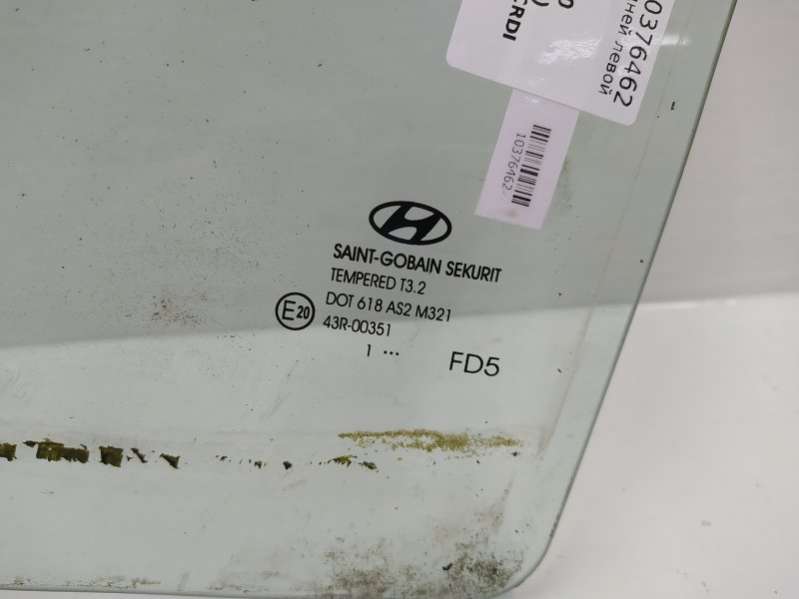 10376462
левой
CRDI
10376462
SAINT-GOBAIN SEKURIT
TEMPERED T3.2
DOT 618 AS2 M321
E20
43R-00351
1 ...
FD5